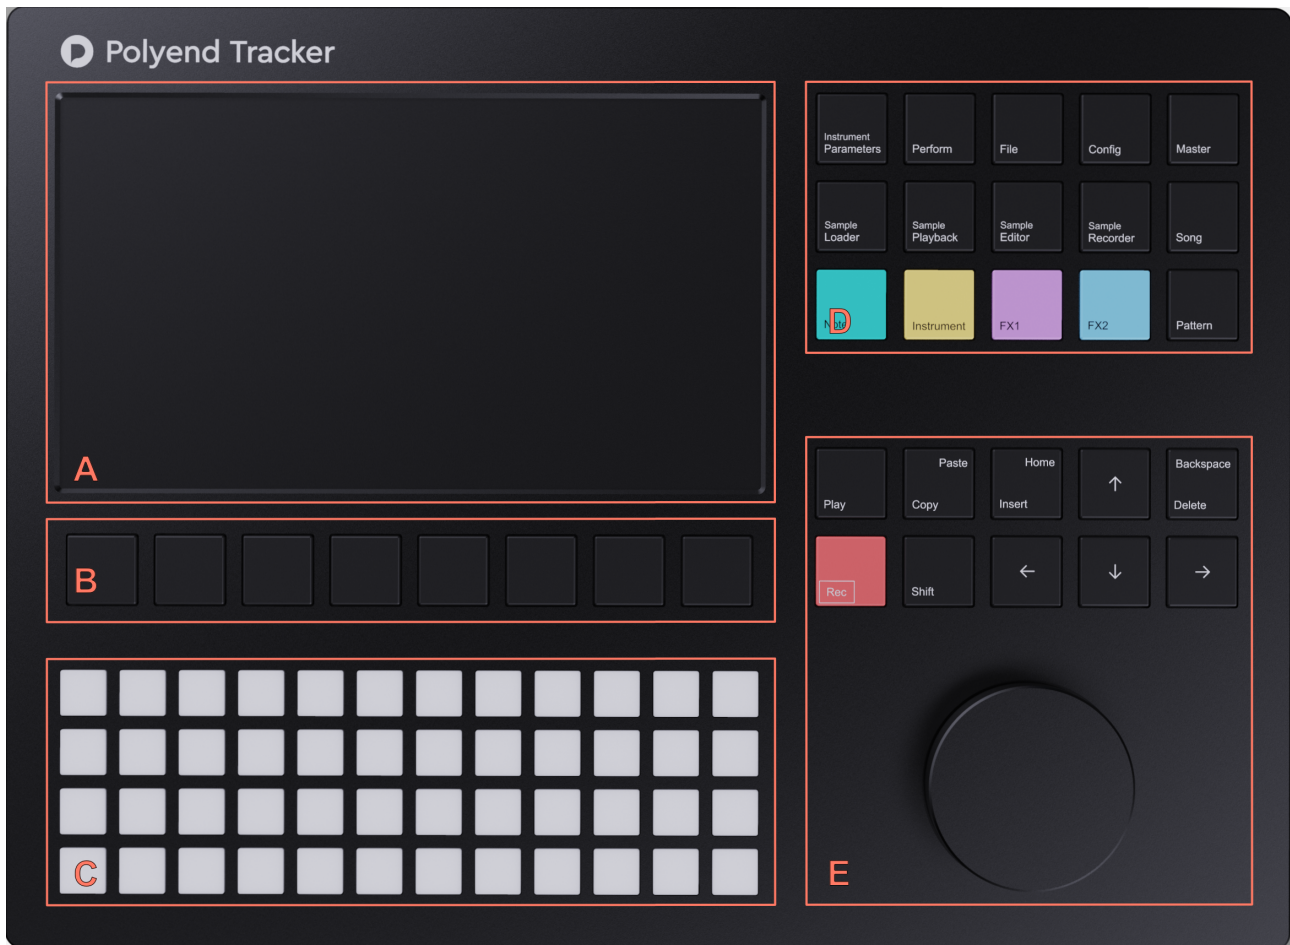 Polyend Tracker
Instrument
Parameters
Perform
File
Config
Master
Sample
Loader
Sample
Playback
Sample
Editor
Sample
Recorder
Song
Note
D
Instrument
FX1
FX2
Pattern
A
B
C
Play
Paste
Copy
Home
Insert
↑
Backspace
Delete
Rec
Shift
←
↓
→
E